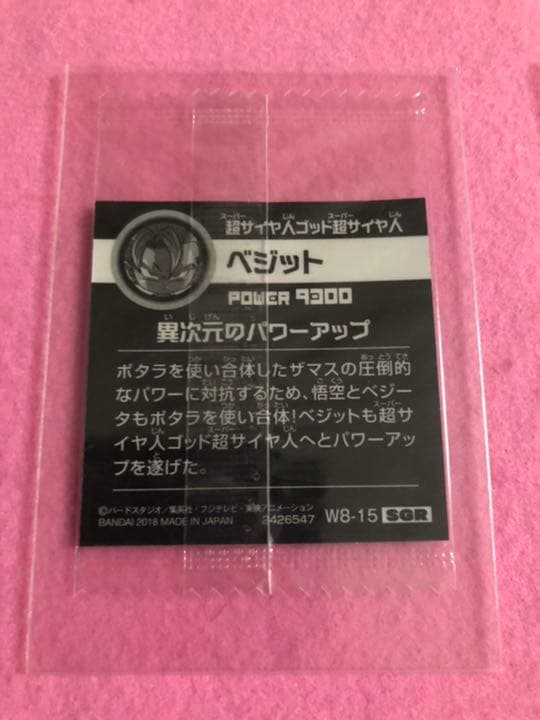 超サイヤ人ゴッド超サイヤ人
ベジット
POWER 9300
異次元のパワーアップ
ポタラを使い合体したザマスの圧倒的
なパワーに対抗するため、悟空とベジー
タもポタラを使い合体!ベジットも超サ
イヤ人ゴッド超サイヤ人へとパワーアッ
プを遂げた。
©バードスタジオ/集英社・フジテレビ・東映アニメーション
BANDAI 2018 MADE IN JAPAN 2426547 W8-15 SGR